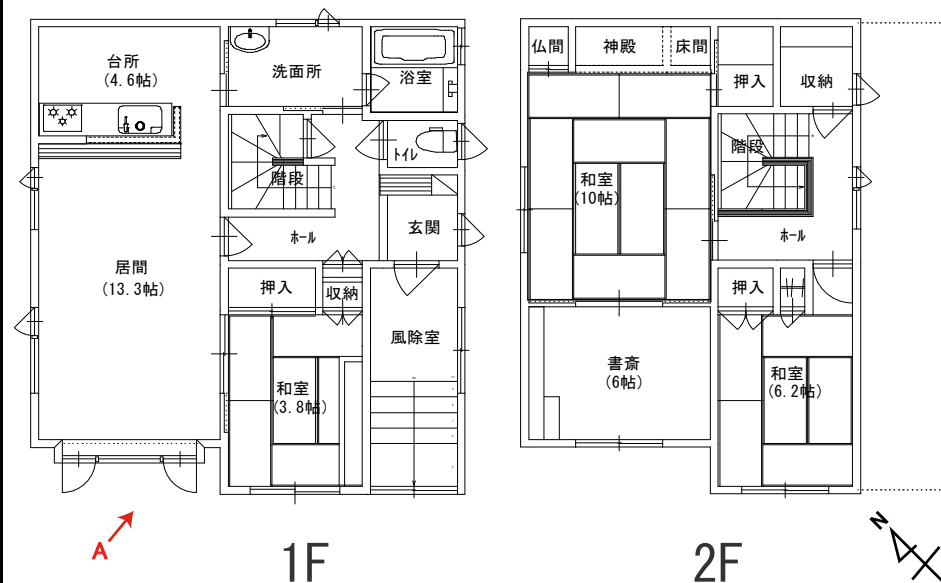 台所
(4.6帖)
洗面所
浴室
トイレ
階段
玄関
ホール
居間
(13.3帖)
押入
収納
風除室
和室
(3.8帖)
A
1F
仏間
神殿
床間
押入
収納
階段
和室
(10帖)
ホール
押入
書斎
(6帖)
和室
(6.2帖)
N
2F